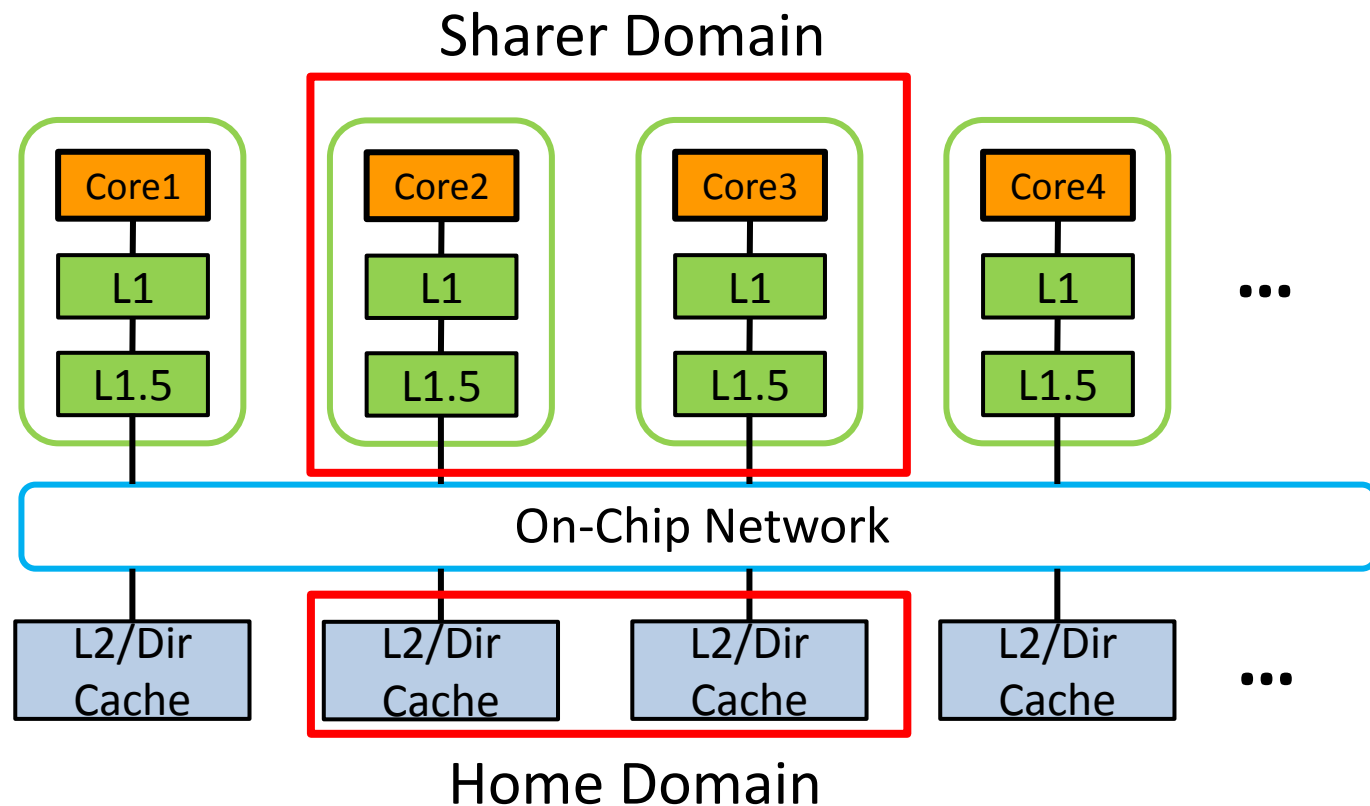 Sharer Domain
Core1 Core2 Core3 Core4
L1 L1 L1 L1 ...
L1.5 L1.5 L1.5 L1.5
On-Chip Network
L2/Dir L2/Dir L2/Dir L2/Dir
Cache Cache Cache Cache ...
Home Domain